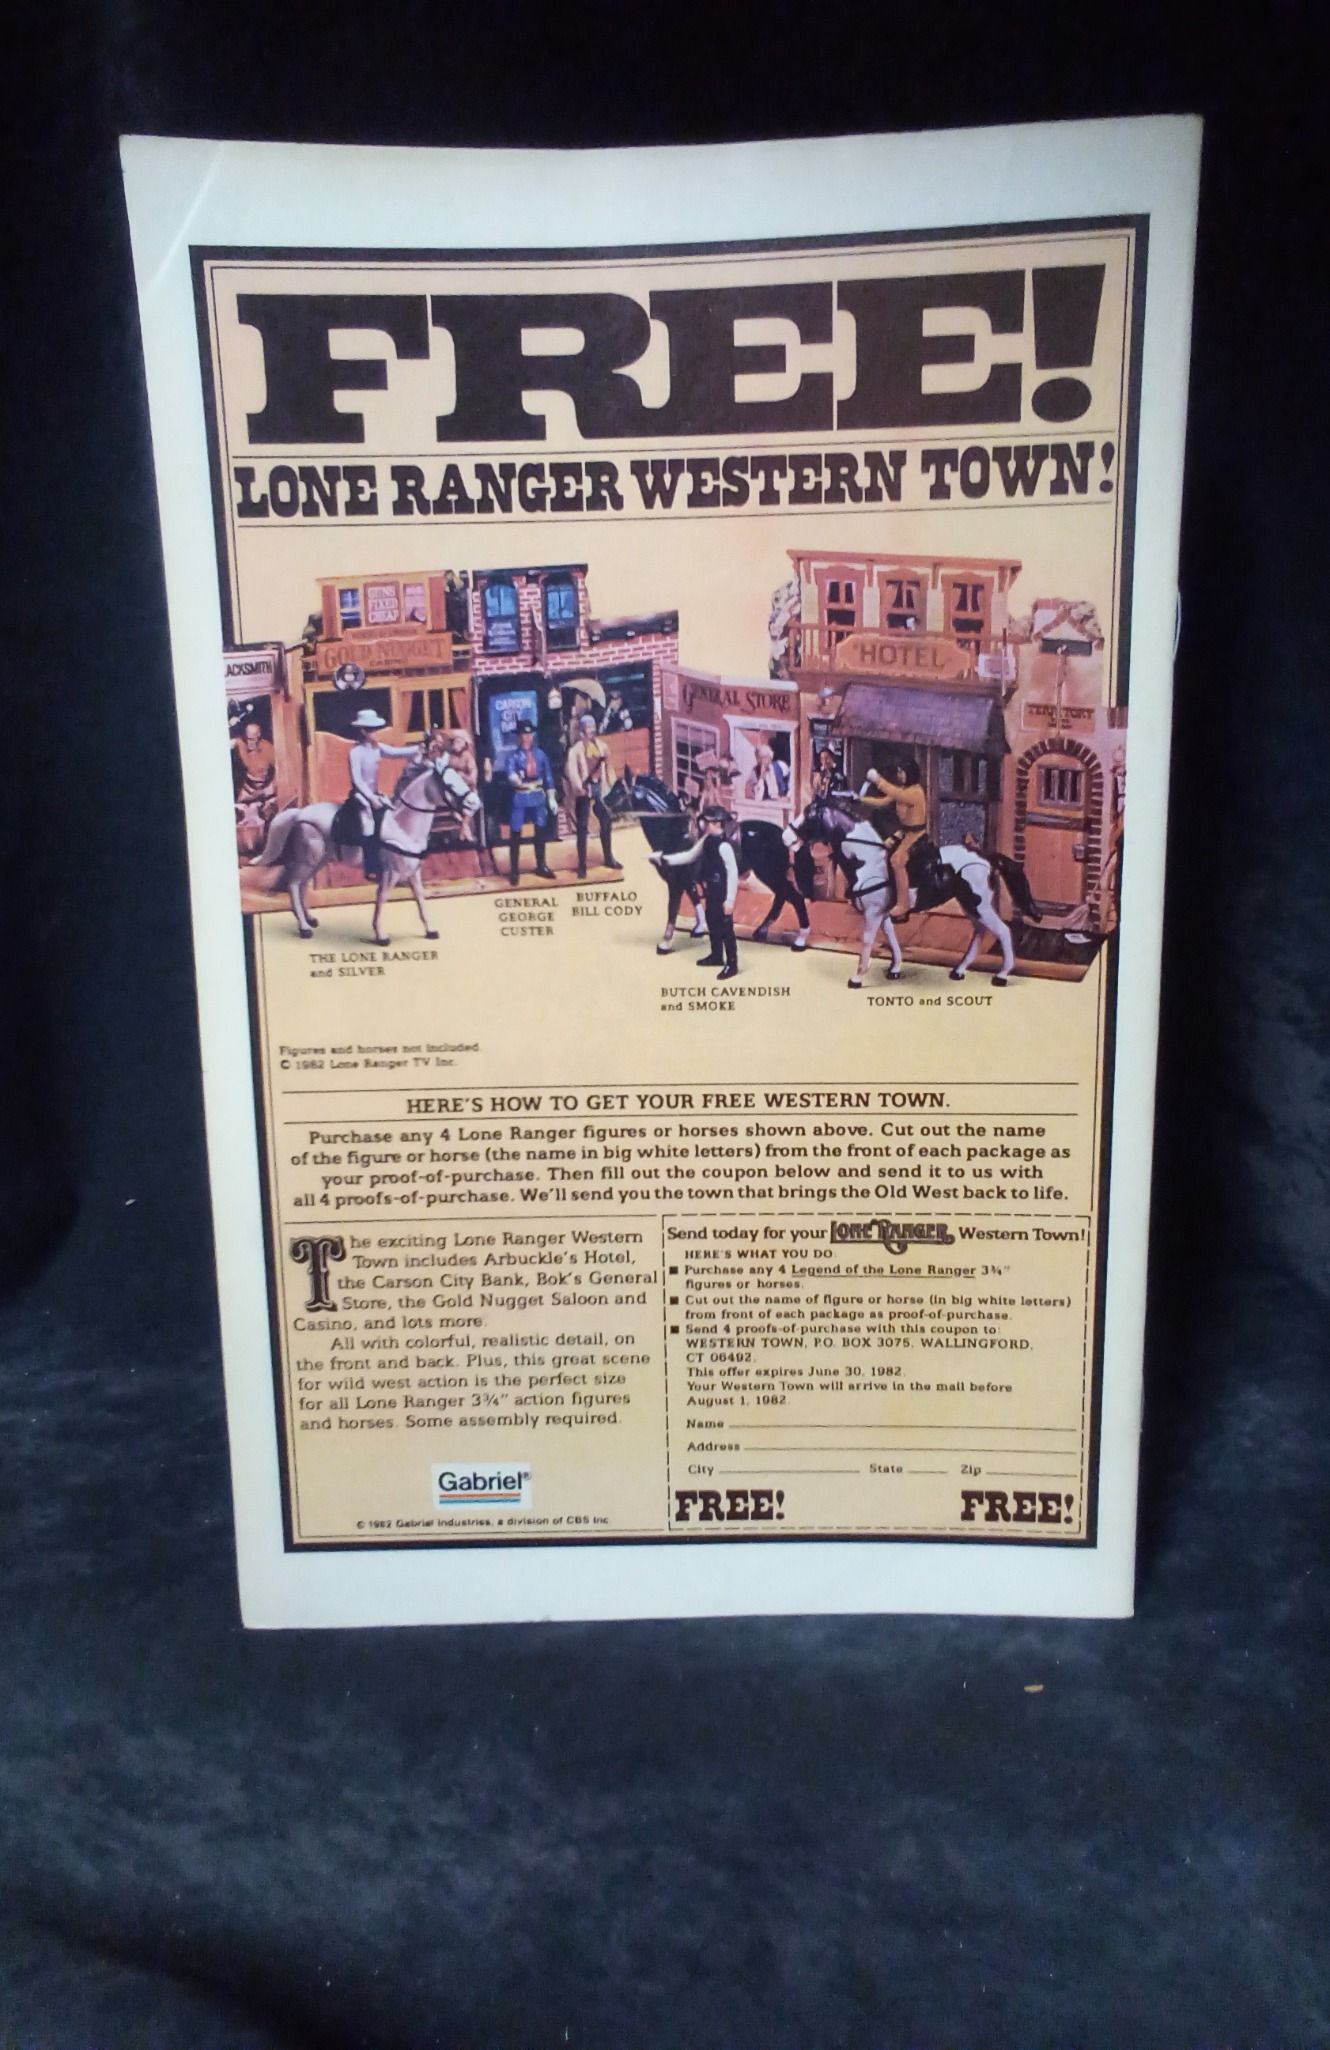 FREE!
LONE RANGER WESTERN TOWN!
GUNS
FIXED
CHEAP
GOLD NUGGET
ACKSMITH
CARSON
CITY
GENERAL STORE
HOTEL
TERRITORY
GENERAL
GEORGE
CUSTER
BUFFALO
BILL CODY
THE LONE RANGER
and SILVER
BUTCH CAVENDISH
and SMOKE
TONTO and SCOUT
Figures and horses not included.
© 1982 Lone Ranger TV Inc.
HERE'S HOW TO GET YOUR FREE WESTERN TOWN.
Purchase any 4 Lone Ranger figures or horses shown above. Cut out the name
of the figure or horse (the name in big white letters) from the front of each package as
your proof-of-purchase. Then fill out the coupon below and send it to us with
all 4 proofs-of-purchase. We'll send you the town that brings the Old West back to life.
The exciting Lone Ranger Western
Town includes Arbuckle's Hotel,
the Carson City Bank, Bok's General
Store, the Gold Nugget Saloon and
Casino, and lots more.
All with colorful, realistic detail, on
the front and back. Plus, this great scene
for wild west action is the perfect size
for all Lone Ranger 3¾" action figures
and horses. Some assembly required.
Gabriel®
© 1982 Gabriel Industries, a division of CBS Inc.
Send today for your LONE RANGER Western Town!
HERE'S WHAT YOU DO:
■ Purchase any 4 Legend of the Lone Ranger 3¾"
figures or horses.
■ Cut out the name of figure or horse (in big white letters)
from front of each package as proof-of-purchase.
■ Send 4 proofs-of-purchase with this coupon to:
WESTERN TOWN, P.O. BOX 3075, WALLINGFORD,
CT 06492.
This offer expires June 30, 1982.
Your Western Town will arrive in the mail before
August 1, 1982.
Name
Address
City State Zip
FREE! FREE!